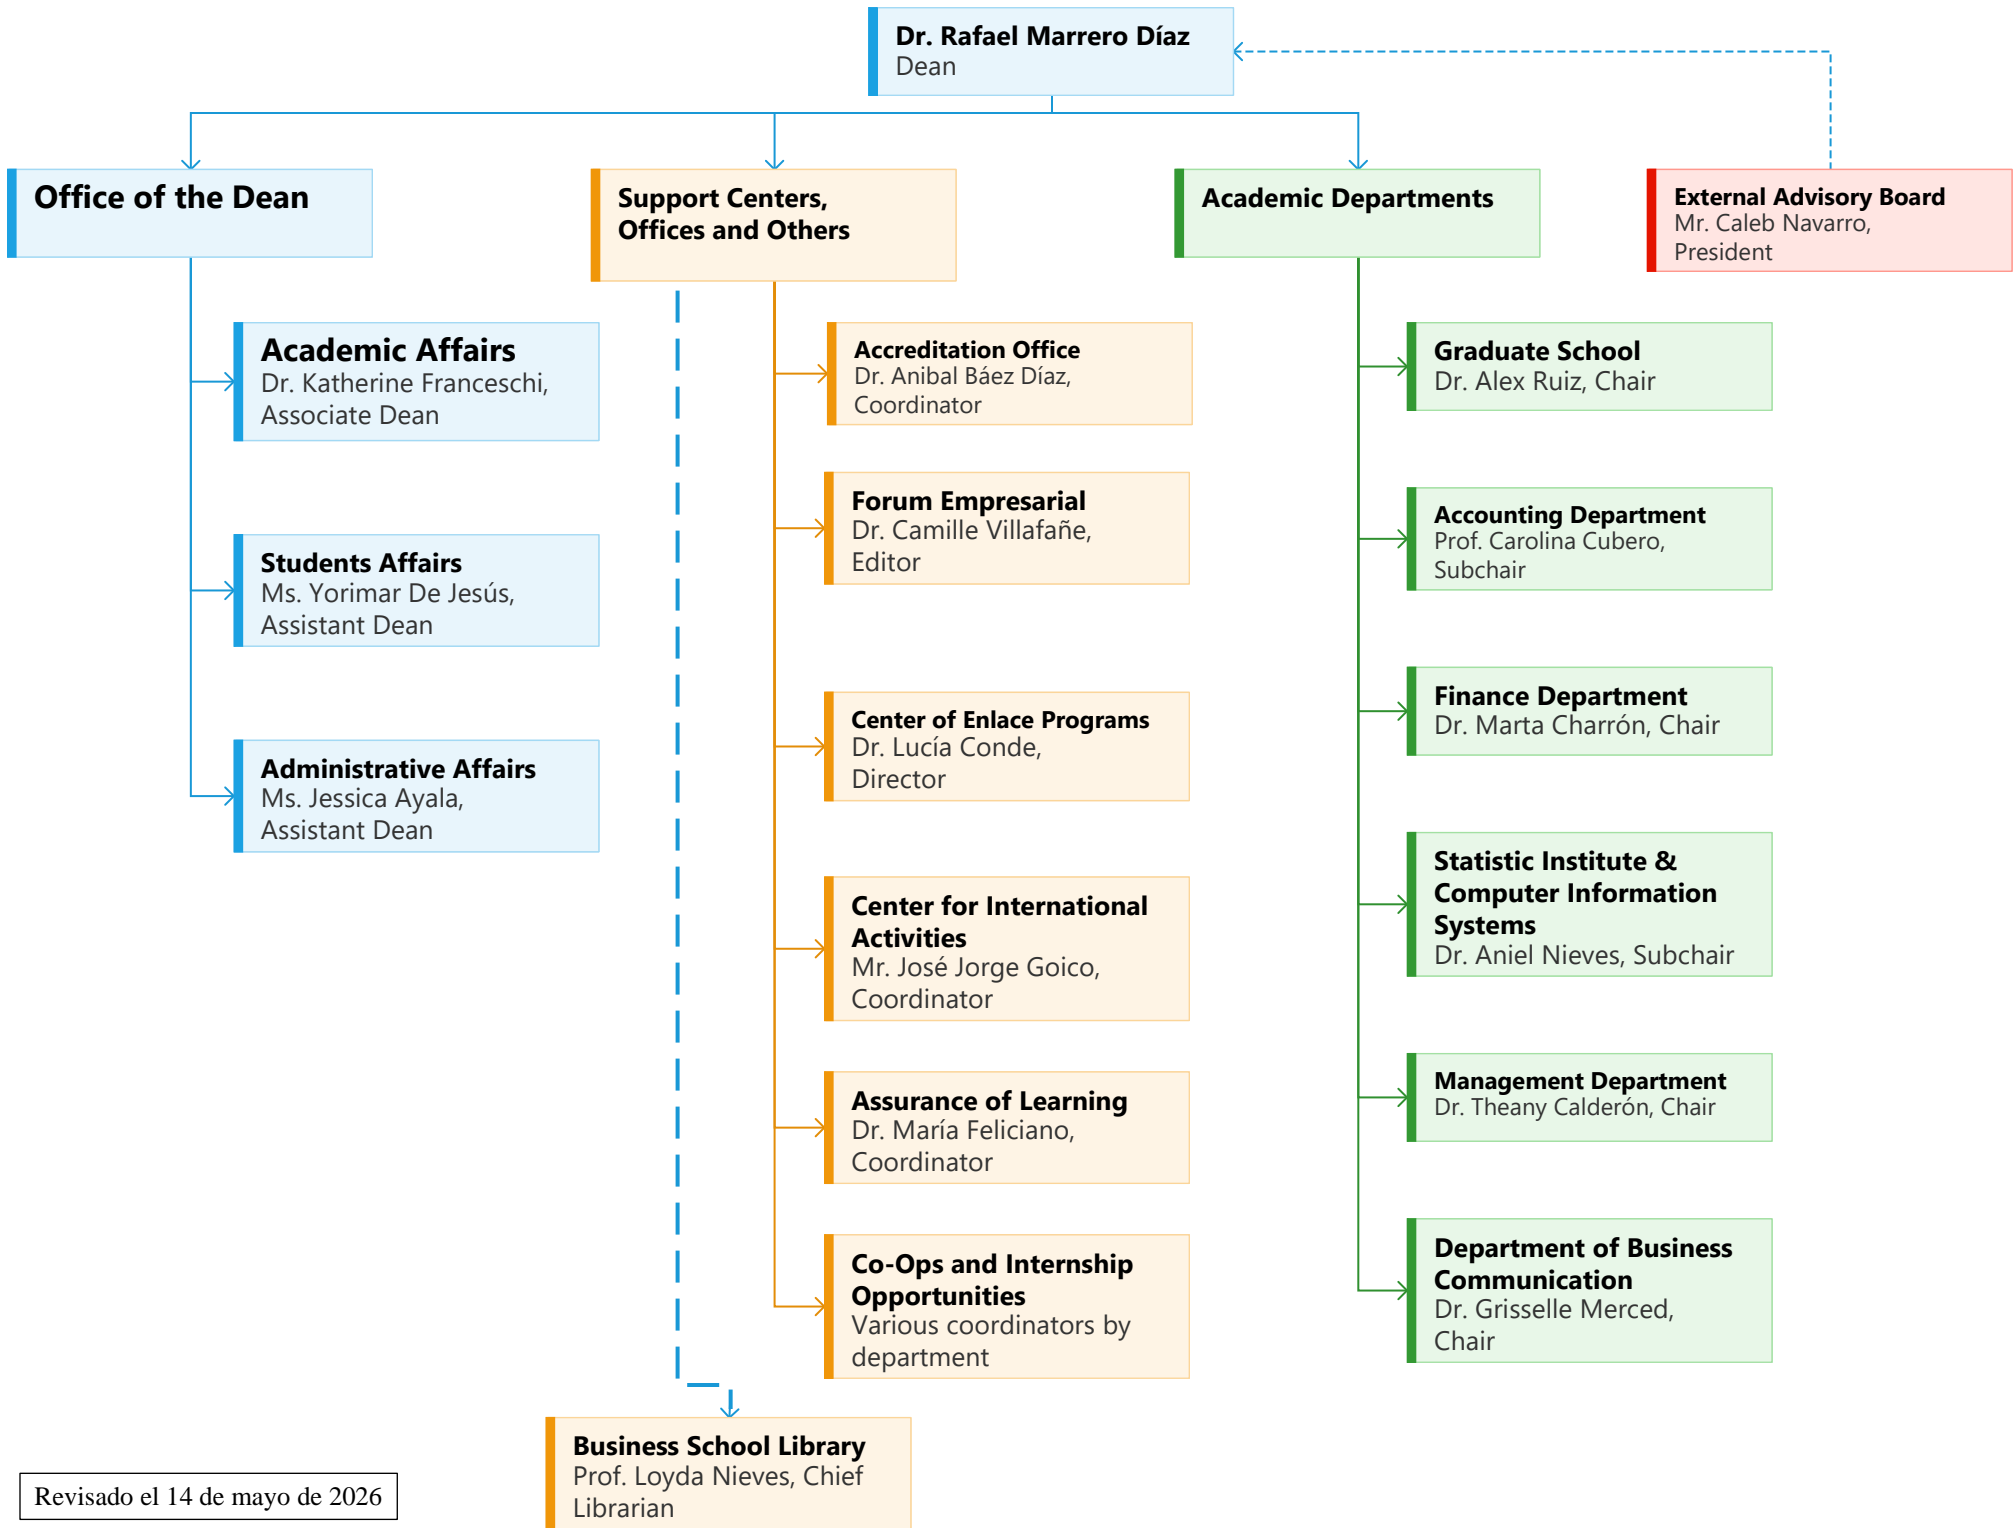 Dr. Rafael Marrero Díaz
Dean
Office of the Dean
Support Centers,
Offices and Others
Academic Departments
External Advisory Board
Mr. Caleb Navarro,
President
Academic Affairs
Dr. Katherine Franceschi,
Associate Dean
Students Affairs
Ms. Yorimar De Jesús,
Assistant Dean
Administrative Affairs
Ms. Jessica Ayala,
Assistant Dean
Accreditation Office
Dr. Anibal Báez Díaz,
Coordinator
Forum Empresarial
Dr. Camille Villafañe,
Editor
Center of Enlace Programs
Dr. Lucía Conde,
Director
Center for International
Activities
Mr. José Jorge Goico,
Coordinator
Assurance of Learning
Dr. María Feliciano,
Coordinator
Co-Ops and Internship
Opportunities
Various coordinators by
department
Business School Library
Prof. Loyda Nieves, Chief
Librarian
Graduate School
Dr. Alex Ruiz, Chair
Accounting Department
Prof. Carolina Cubero,
Subchair
Finance Department
Dr. Marta Charrón, Chair
Statistic Institute &
Computer Information
Systems
Dr. Aniel Nieves, Subchair
Management Department
Dr. Theany Calderón, Chair
Department of Business
Communication
Dr. Grisselle Merced,
Chair
Revisado el 14 de mayo de 2026